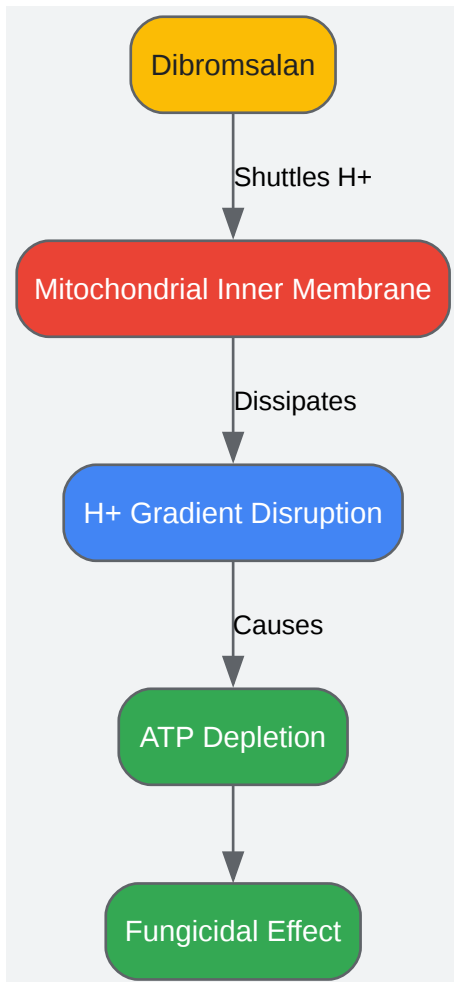 Dibromsalan
Shuttles H+
Mitochondrial Inner Membrane
Dissipates
H+ Gradient Disruption
Causes
ATP Depletion
Fungicidal Effect